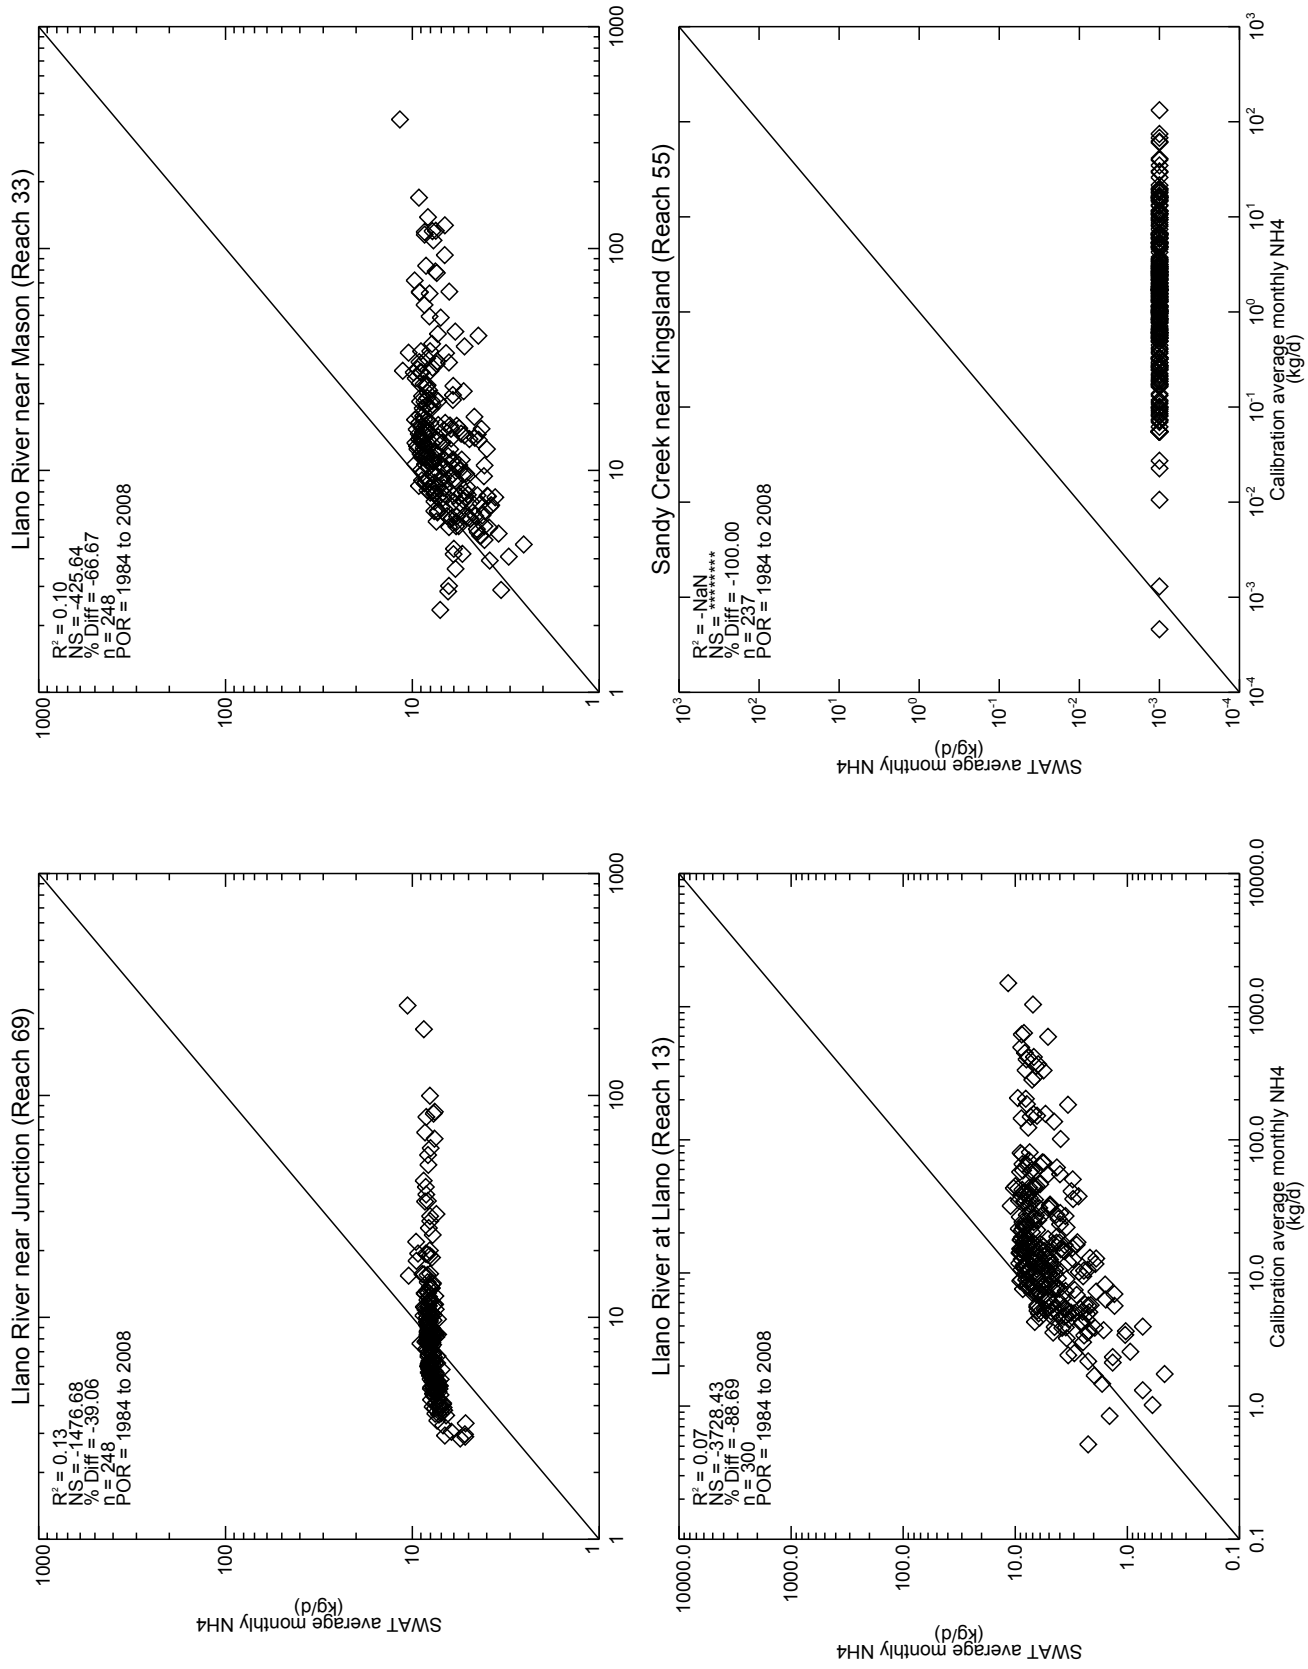 Llano River near Junction (Reach 69)
R² = 0.13
NS = -1476.68
% Diff = -39.06
n = 248
POR = 1984 to 2008
SWAT average monthly NH4
(kg/d)
1000
100
10
1
1
10
100
1000
Llano River near Mason (Reach 33)
R² = 0.10
NS = -425.64
% Diff = -66.67
n = 248
POR = 1984 to 2008
1000
100
10
1
1
10
100
1000
Llano River at Llano (Reach 13)
R² = 0.07
NS = -3728.43
% Diff = -88.69
n = 300
POR = 1984 to 2008
SWAT average monthly NH4
(kg/d)
10000.0
1000.0
100.0
10.0
1.0
0.1
0.1
1.0
10.0
100.0
1000.0
10000.0
Calibration average monthly NH4
(kg/d)
Sandy Creek near Kingsland (Reach 55)
R² = -NaN
NS = ********
% Diff = -100.00
n = 237
POR = 1984 to 2008
SWAT average monthly NH4
(kg/d)
10³
10²
10¹
10⁰
10⁻¹
10⁻²
10⁻³
10⁻⁴
10⁻⁴
10⁻³
10⁻²
10⁻¹
10⁰
10¹
10²
10³
Calibration average monthly NH4
(kg/d)